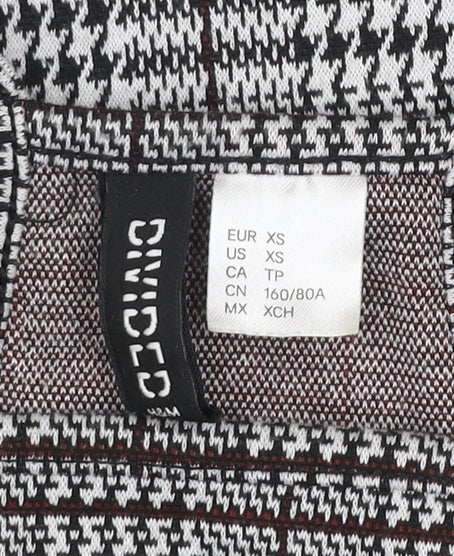 DIVIDED
H&M
EUR XS
US XS
CA TP
CN 160/80A
MX XCH